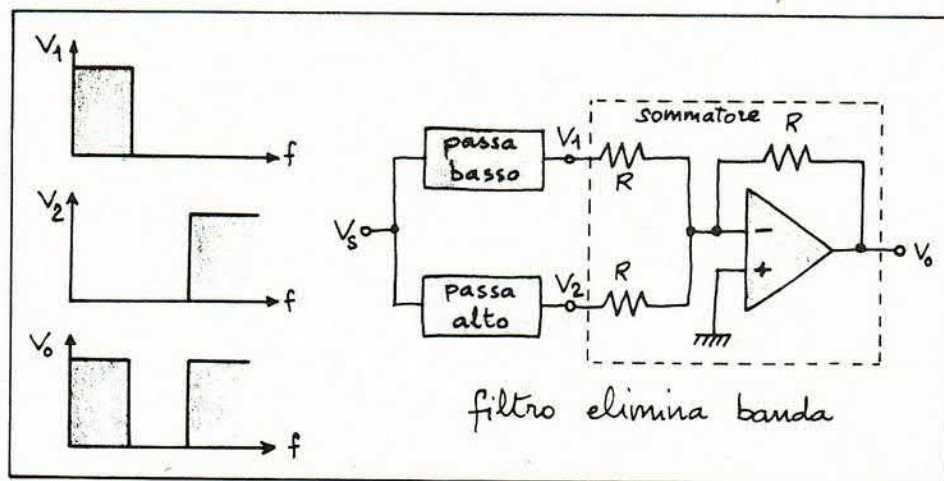 V1
f
V2
f
Vo
f
Vs
passa
basso
V1
R
passa
alto
V2
R
sommatore
R
−
+
Vo
filtro elimina banda